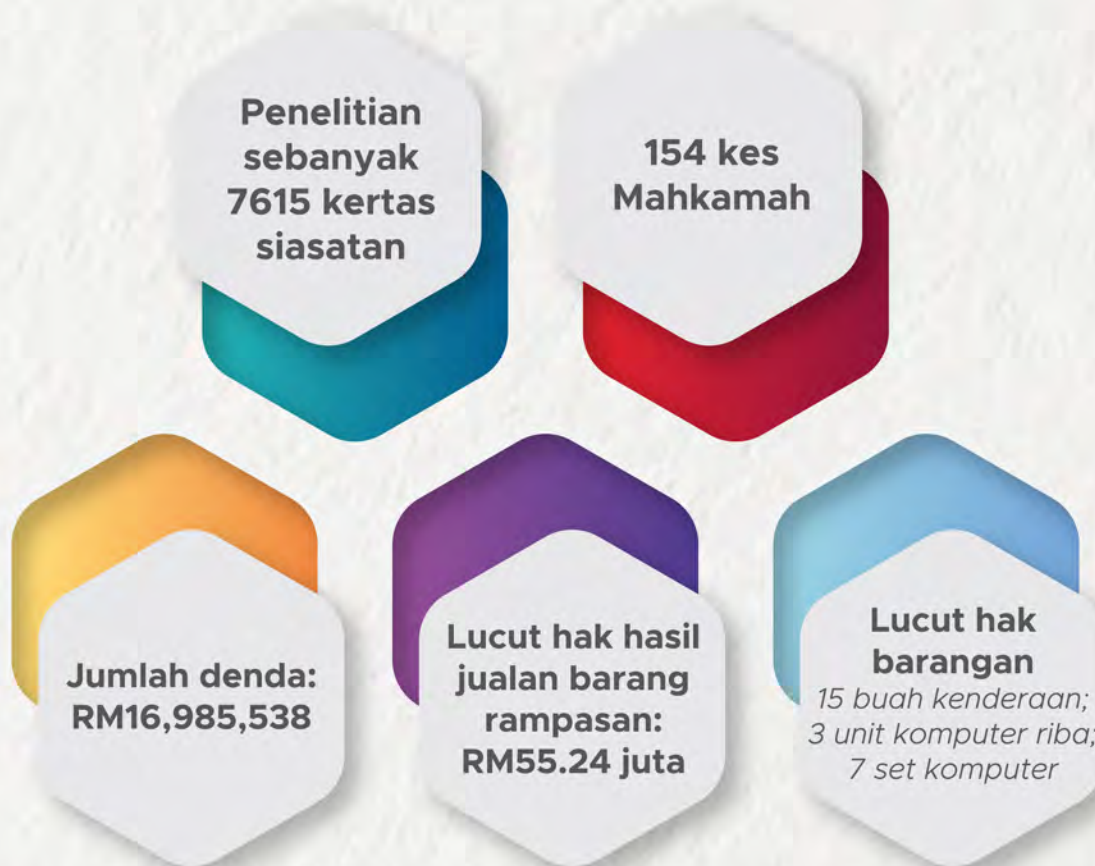 Penelitian
sebanyak
7615 kertas
siasatan
154 kes
Mahkamah
Jumlah denda:
RM16,985,538
Lucut hak hasil
jualan barang
rampasan:
RM55.24 juta
Lucut hak
barangan
15 buah kenderaan;
3 unit komputer riba;
7 set komputer